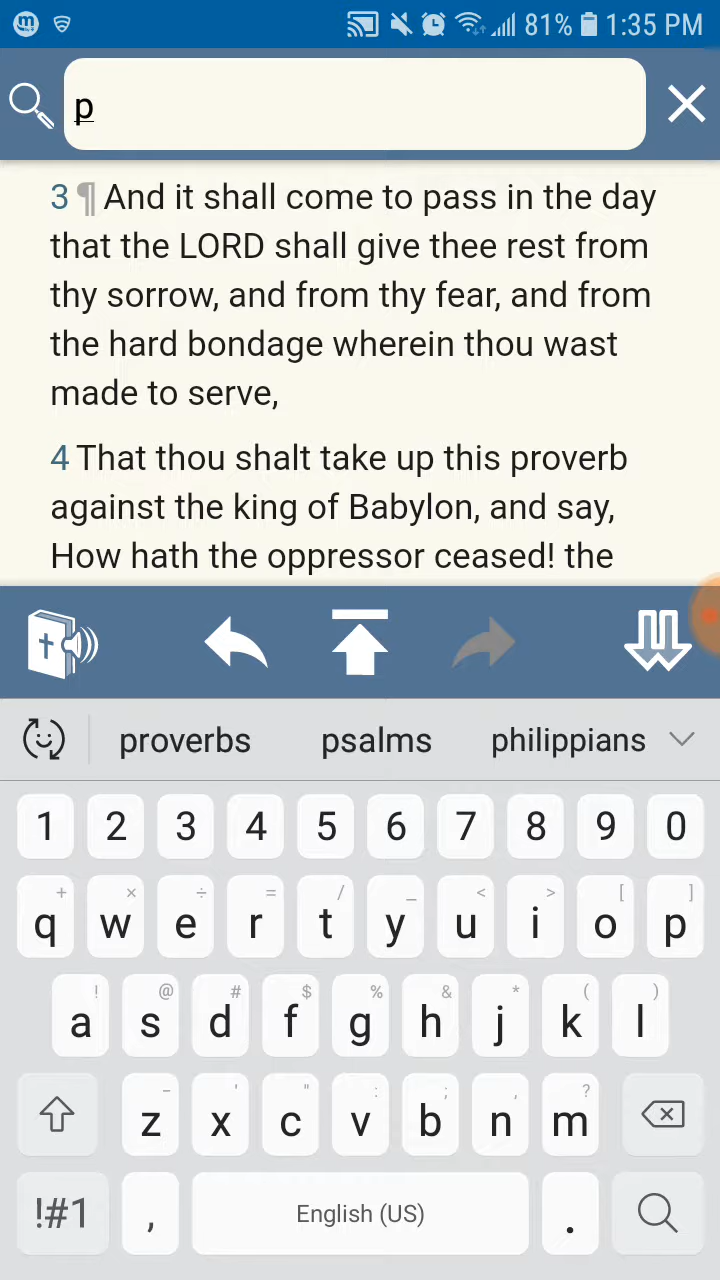 81% 1:35 PM
p
3 ¶ And it shall come to pass in the day
that the LORD shall give thee rest from
thy sorrow, and from thy fear, and from
the hard bondage wherein thou wast
made to serve,
4 That thou shalt take up this proverb
against the king of Babylon, and say,
How hath the oppressor ceased! the
proverbs psalms philippians
1 2 3 4 5 6 7 8 9 0
+ × ÷ = / _ < > [ ]
q w e r t y u i o p
! @ # $ % & * ( )
a s d f g h j k l
- ' " : ; , ?
z x c v b n m
!#1 , English (US) .